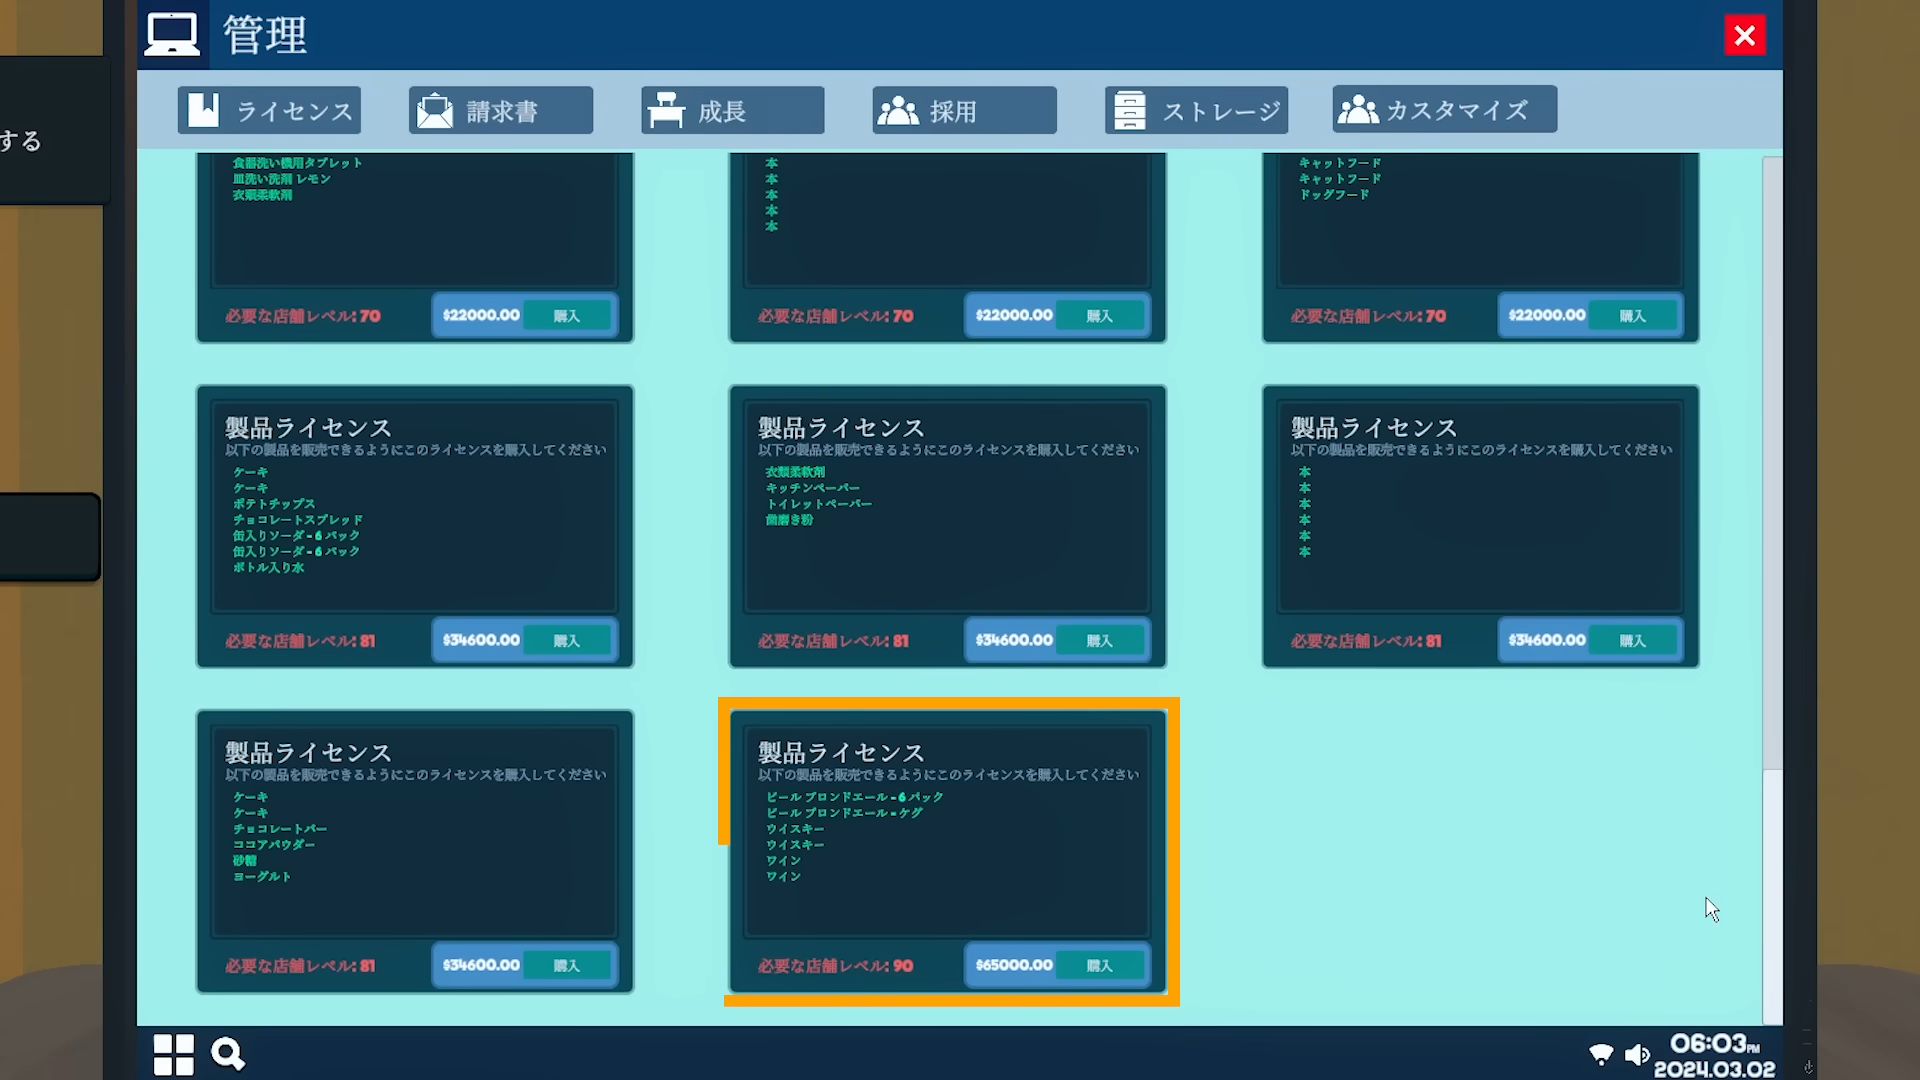 管理
する
ライセンス
請求書
成長
採用
ストレージ
カスタマイズ
食器洗い機用タブレット
皿洗い洗剤 レモン
衣類柔軟剤
必要な店舗レベル: 70
$22000.00 購入
本
本
本
本
本
必要な店舗レベル: 70
$22000.00 購入
キャットフード
キャットフード
ドッグフード
必要な店舗レベル: 70
$22000.00 購入
製品ライセンス
以下の製品を販売できるようにこのライセンスを購入してください
ケーキ
ケーキ
ポテトチップス
チョコレートスプレッド
缶入りソーダ - 6 パック
缶入りソーダ - 6 パック
ボトル入り水
必要な店舗レベル: 81
$34600.00 購入
製品ライセンス
以下の製品を販売できるようにこのライセンスを購入してください
衣類柔軟剤
キッチンペーパー
トイレットペーパー
歯磨き粉
必要な店舗レベル: 81
$34600.00 購入
製品ライセンス
以下の製品を販売できるようにこのライセンスを購入してください
本
本
本
本
本
本
必要な店舗レベル: 81
$34600.00 購入
製品ライセンス
以下の製品を販売できるようにこのライセンスを購入してください
ケーキ
ケーキ
チョコレートバー
ココアパウダー
砂糖
ヨーグルト
必要な店舗レベル: 81
$34600.00 購入
製品ライセンス
以下の製品を販売できるようにこのライセンスを購入してください
ビール ブロンドエール - 6 パック
ビール ブロンドエール - ケグ
ウイスキー
ウイスキー
ワイン
ワイン
必要な店舗レベル: 90
$65000.00 購入
06:03PM
2024.03.02